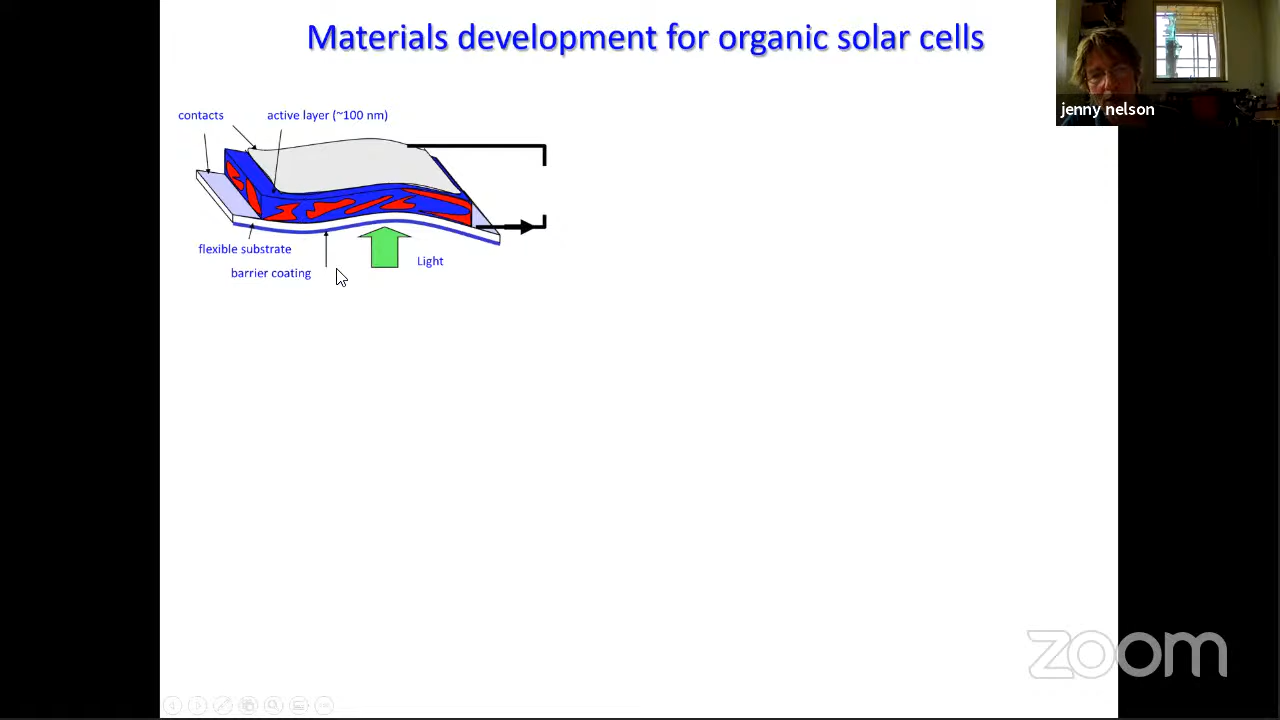 Materials development for organic solar cells
jenny nelson
contacts
active layer (~100 nm)
flexible substrate
barrier coating
Light
zoom